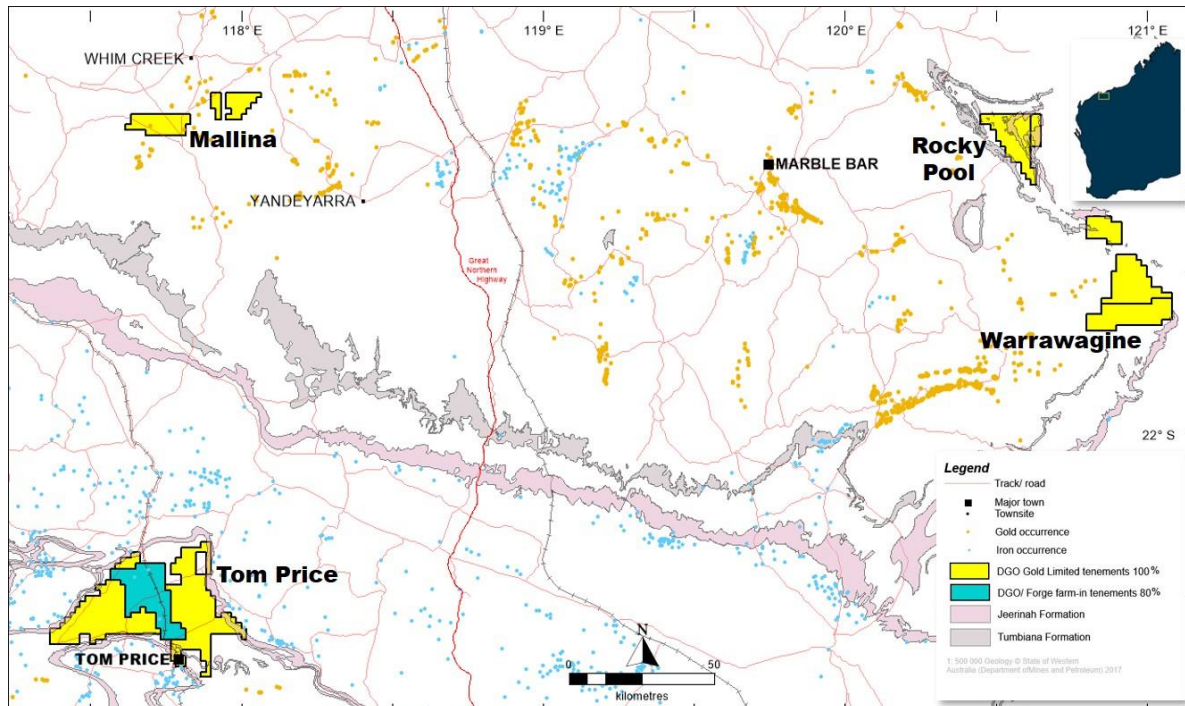 118°E
119°E
120°E
121°E
WHIM CREEK
Mallina
Rocky
Pool
MARBLE BAR
YANDEYARRA
Great
Northern
Highway
Warrawagine
22° S
Tom Price
TOM PRICE
N
0
50
kilometres
Legend
Track/ road
Major town
Townsite
Gold occurrence
Iron occurrence
DGO Gold Limited tenements 100%
DGO/ Forge farm-in tenements 80%
Jeerinah Formation
Tumbiana Formation
1: 500 000 Geology © State of Western
Australia (Department ofMines and Petroleum) 2017